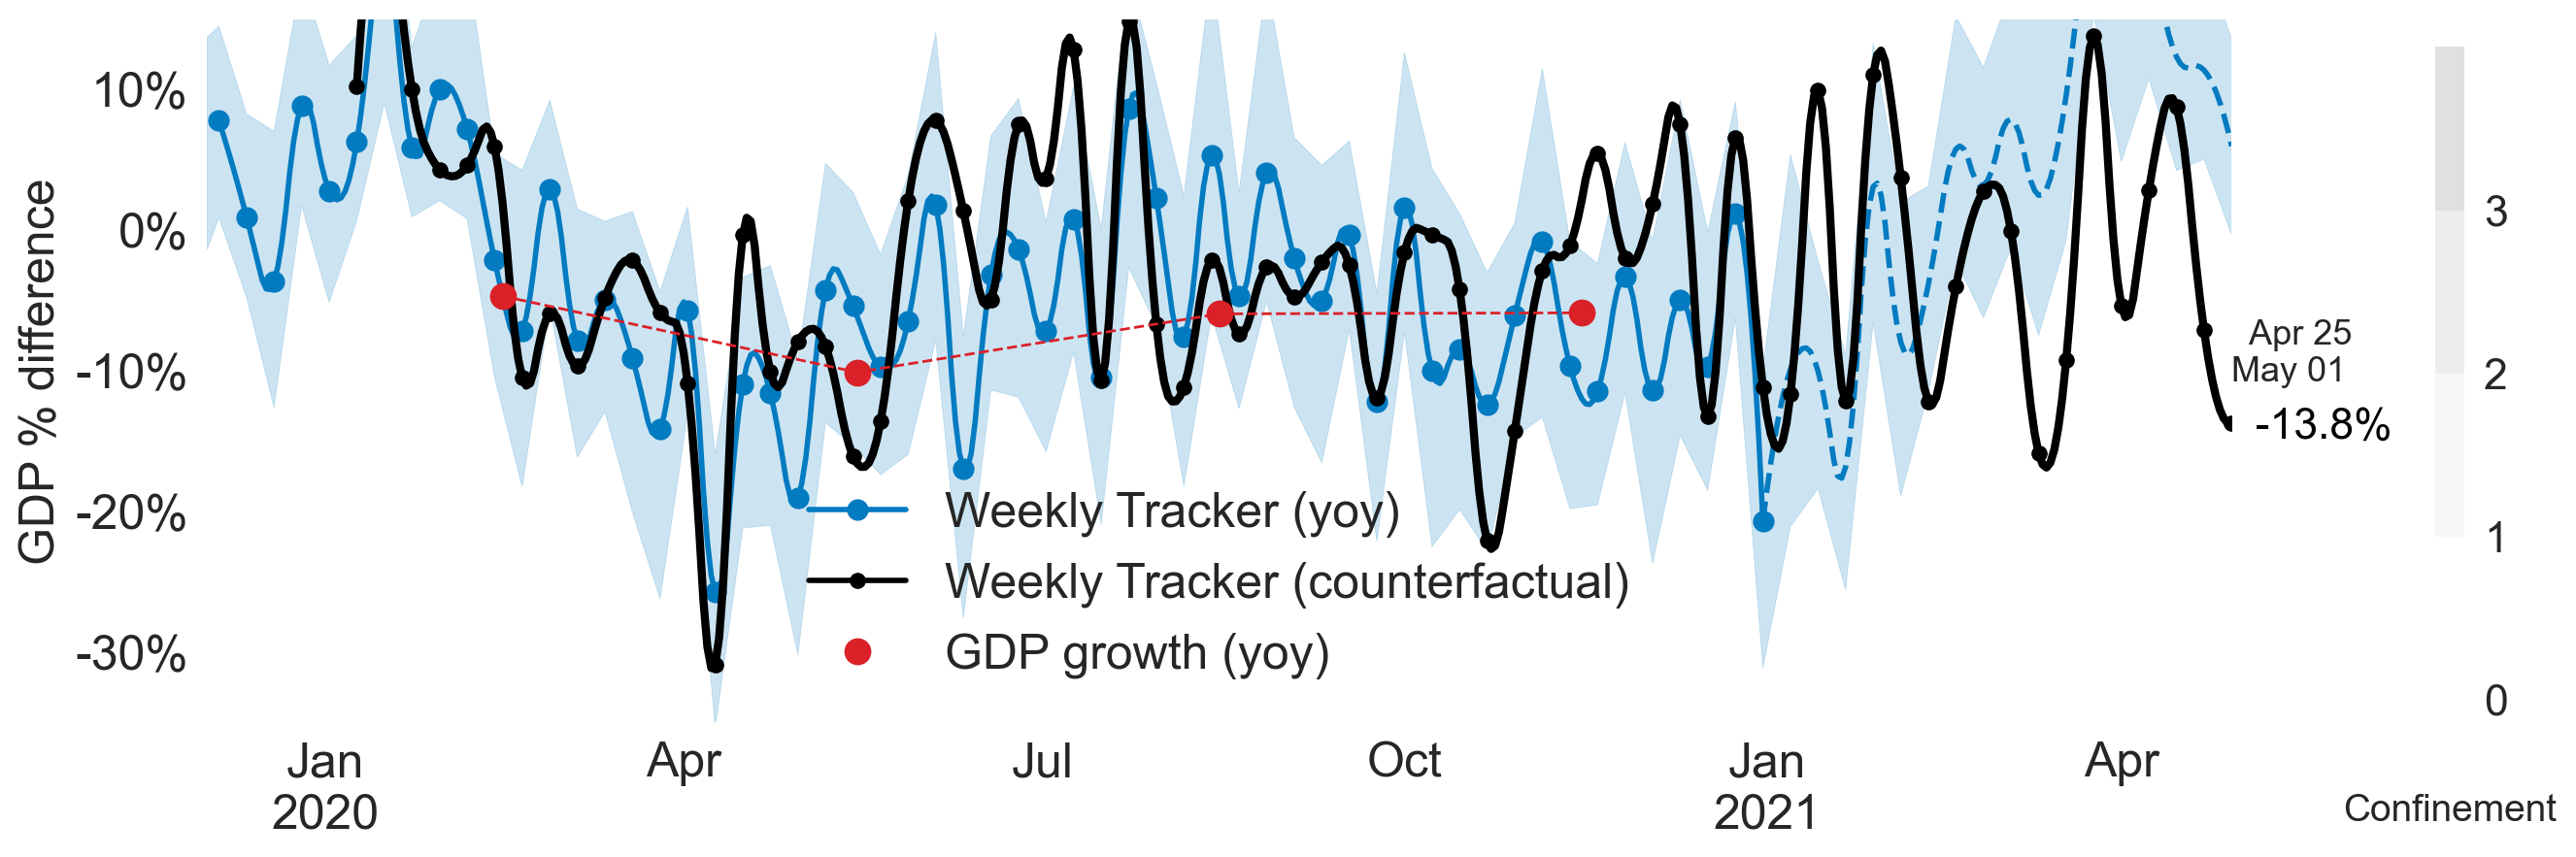 GDP % difference
10%
0%
-10%
-20%
-30%
Jan
2020
Apr
Jul
Oct
Jan
2021
Apr
Weekly Tracker (yoy)
Weekly Tracker (counterfactual)
GDP growth (yoy)
Apr 25
May 01
-13.8%
3
2
1
0
Confinement